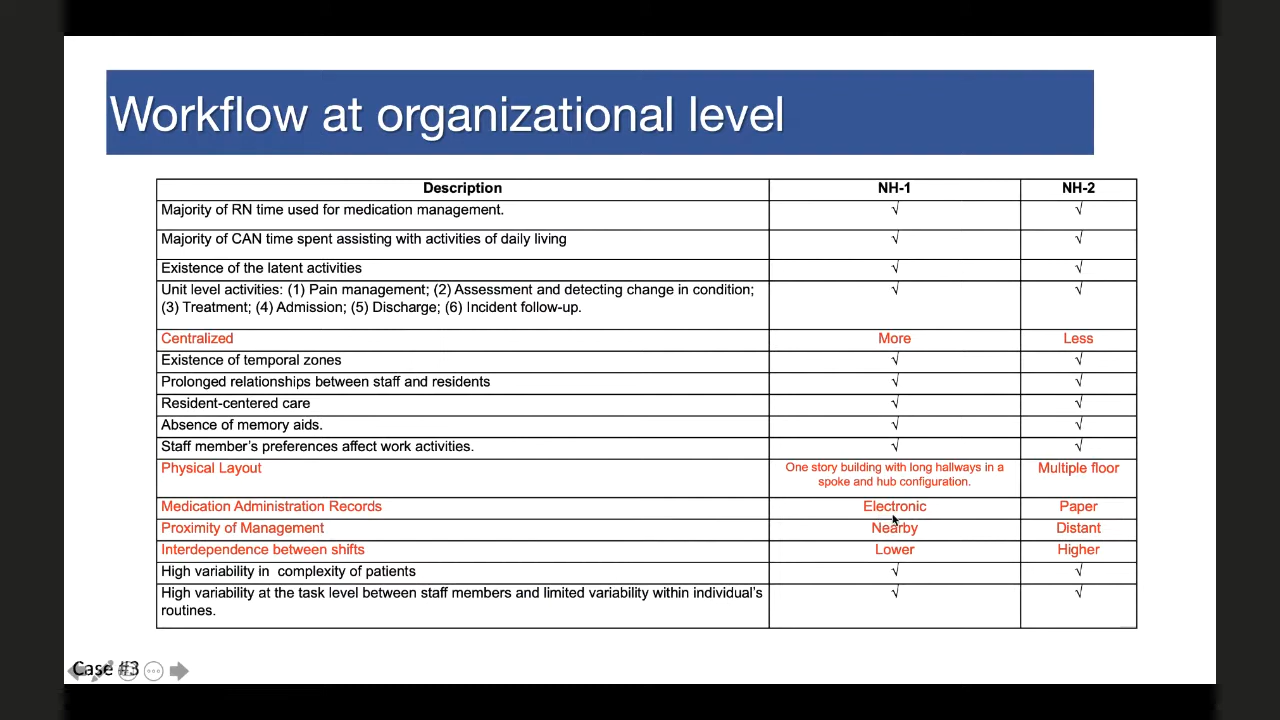 Workflow at organizational level
Description NH-1 NH-2
Majority of RN time used for medication management. √ √
Majority of CAN time spent assisting with activities of daily living √ √
Existence of the latent activities √ √
Unit level activities: (1) Pain management; (2) Assessment and detecting change in condition; √ √
(3) Treatment; (4) Admission; (5) Discharge; (6) Incident follow-up.
Centralized More Less
Existence of temporal zones √ √
Prolonged relationships between staff and residents √ √
Resident-centered care √ √
Absence of memory aids. √ √
Staff member's preferences affect work activities. √ √
Physical Layout One story building with long hallways in a Multiple floor
spoke and hub configuration.
Medication Administration Records Electronic Paper
Proximity of Management Nearby Distant
Interdependence between shifts Lower Higher
High variability in  complexity of patients √ √
High variability at the task level between staff members and limited variability within individual's √ √
routines.
Case #3